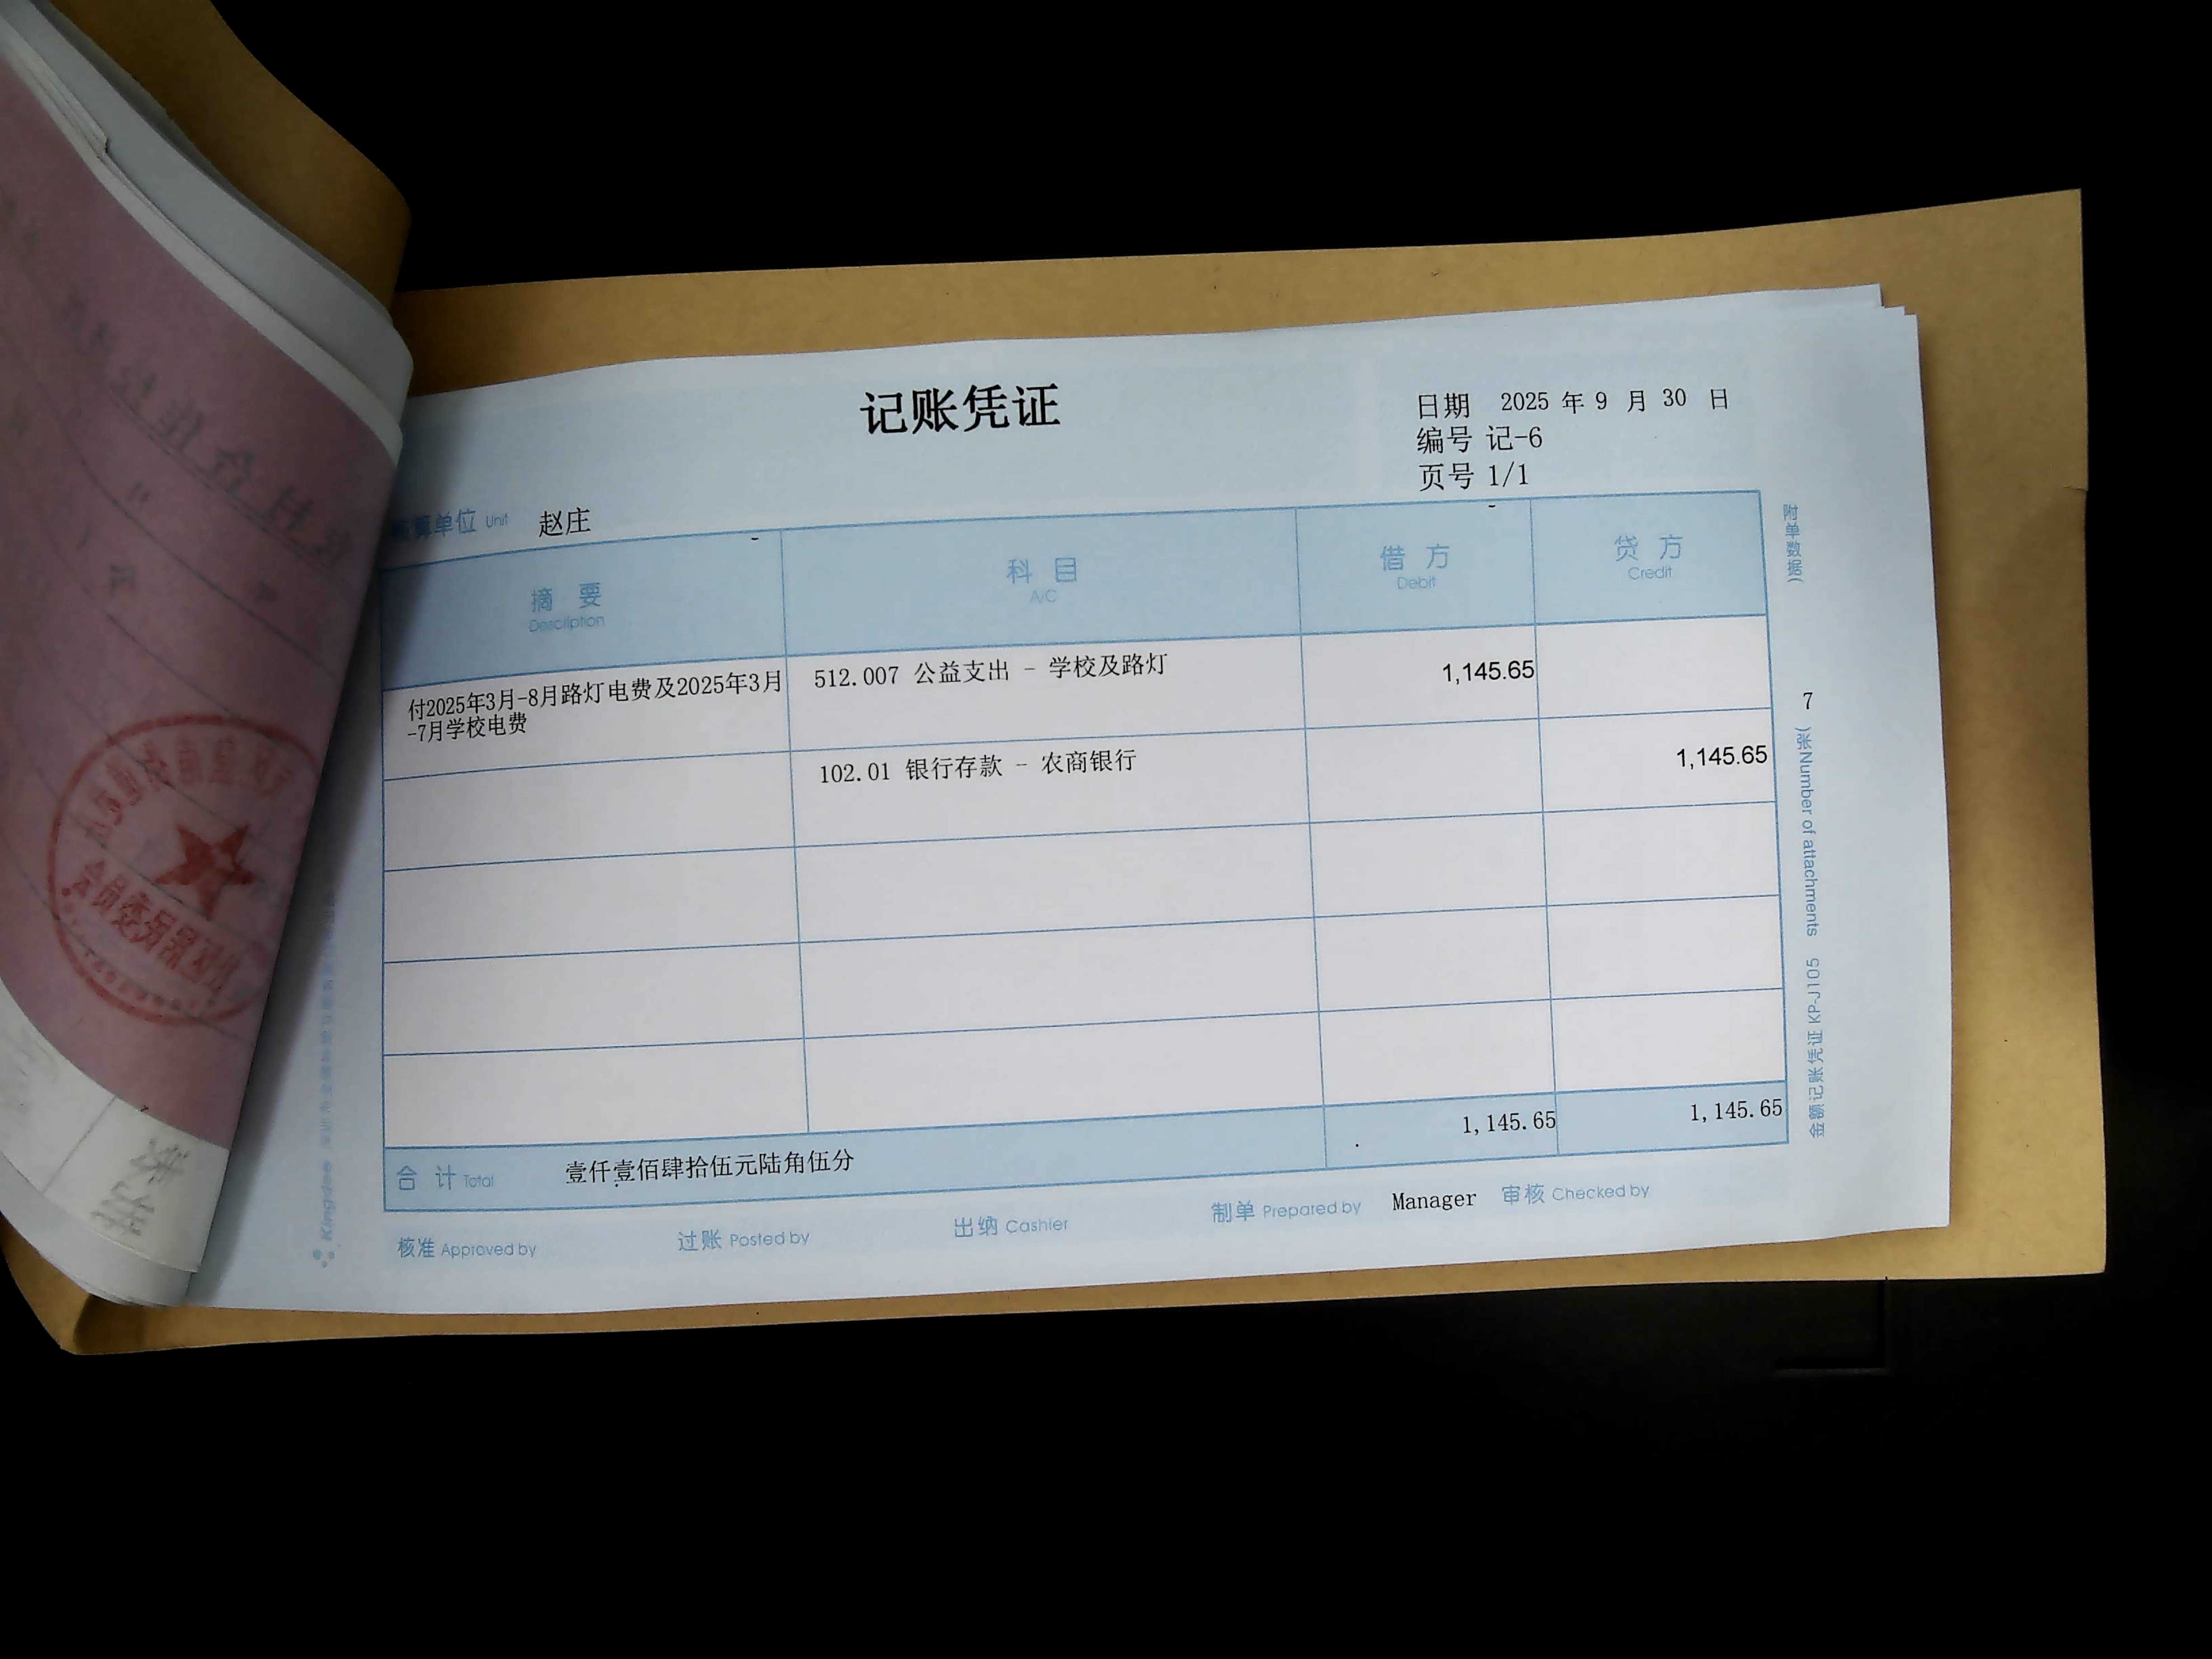 记账凭证
日期 2025 年 9 月 30 日
编号 记-6
页号 1/1
核算单位 Unit 赵庄
摘 要 科 目 借 方 贷 方
Description A/C Debit Credit
付2025年3月-8月路灯电费及2025年3月 512.007 公益支出 - 学校及路灯 1,145.65
-7月学校电费
102.01 银行存款 - 农商银行 1,145.65
合 计 Total 壹仟壹佰肆拾伍元陆角伍分 1,145.65 1,145.65
核准 Approved by 过账 Posted by 出纳 Cashier 制单 Prepared by Manager 审核 Checked by
附单数据( 7 张)Number of attachments
金额记账凭证 KP-J105
Kingdee